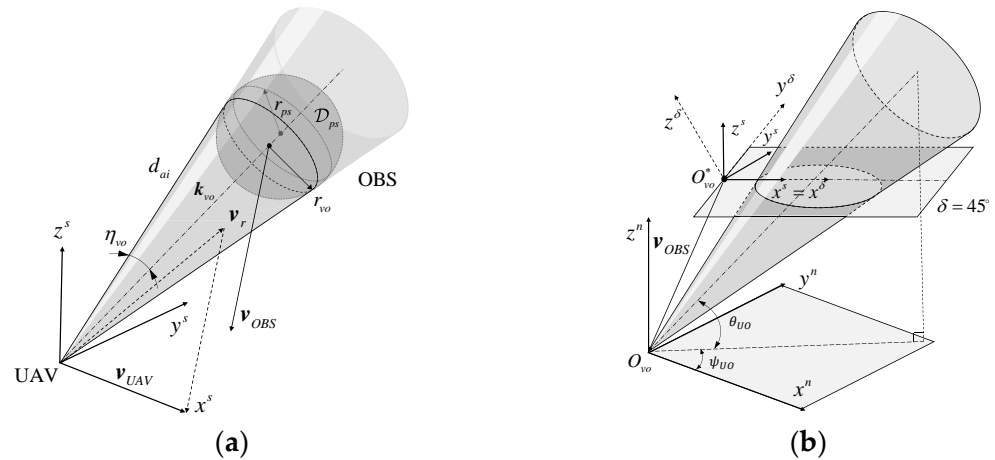 r_ps
𝒟_ps
d_ai
OBS
k_vo
r_vo
v_r
η_vo
z^s
v_OBS
y^s
UAV
v_UAV
x^s
(a)
y^δ
z^δ
z^s
y^s
O*_vo
x^s = x^δ
δ = 45°
z^n
v_OBS
y^n
θ_UO
O_vo
ψ_UO
x^n
(b)